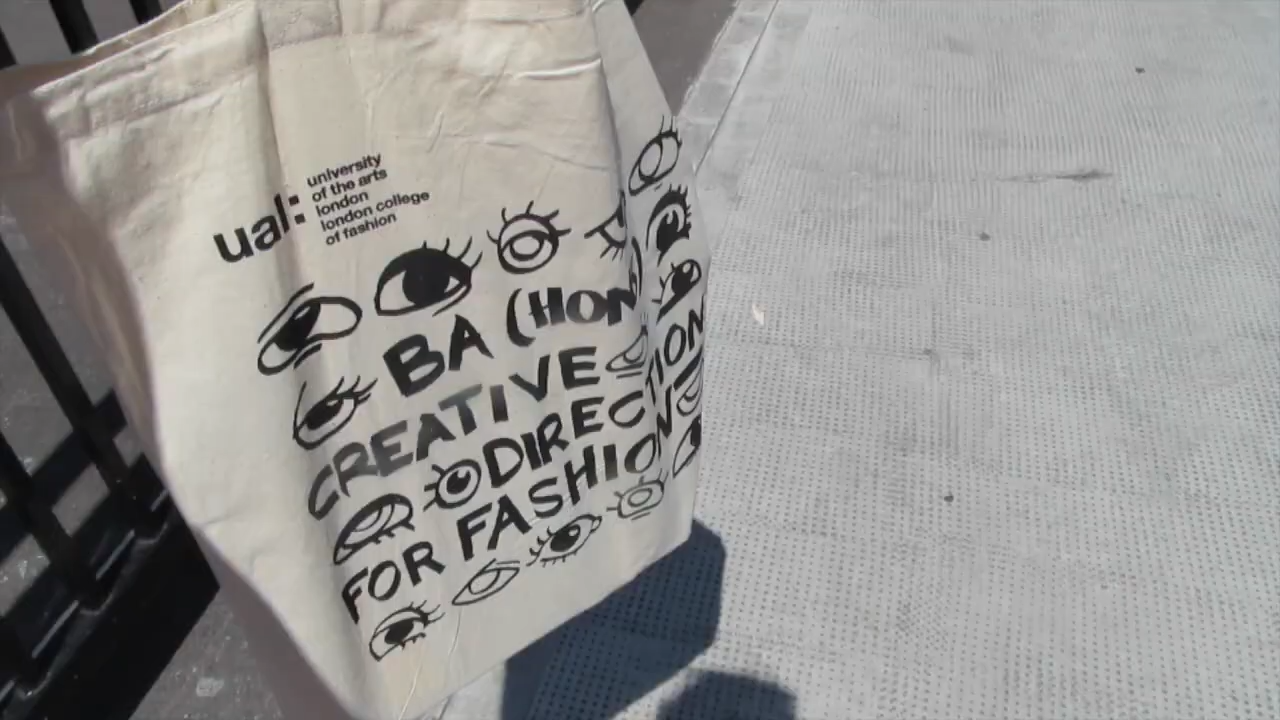 ual:
university
of the arts
london
london college
of fashion
BA (HON
CREATIVE
DIRECTION
FOR FASHION